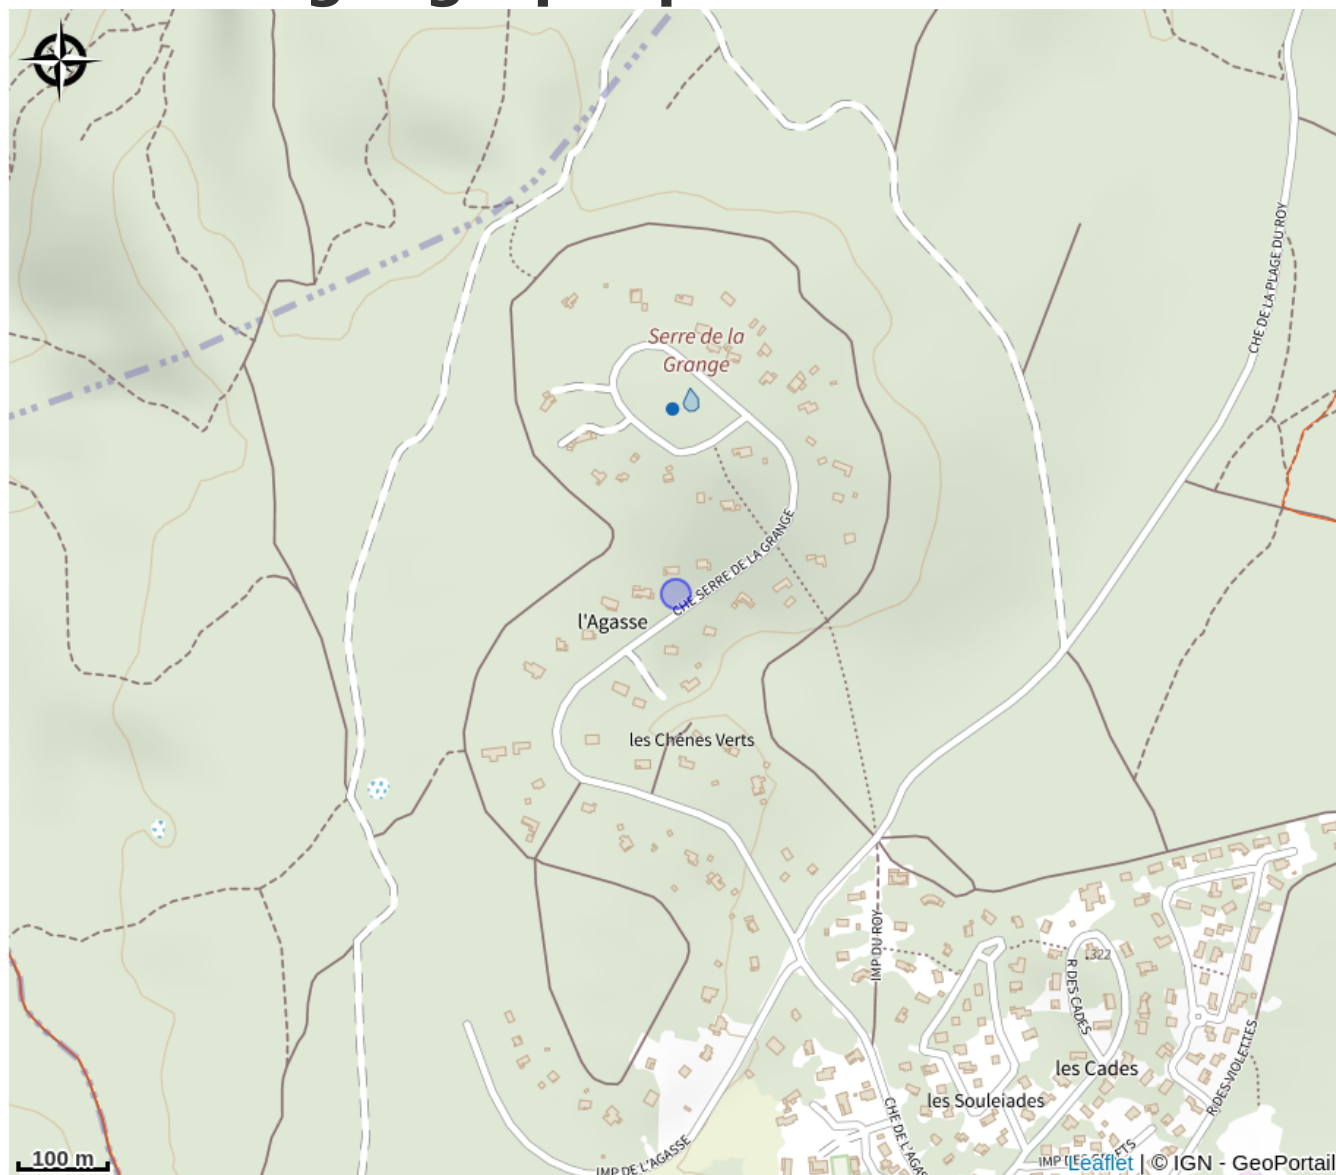 CHE DE LA PLAGE DU ROY
Serre de la
Grange
CHE SERRE DE LA GRANGE
l'Agasse
les Chênes Verts
IMP DU ROY
322
R DES CADES
les Cades
R DES VIOLETTES
les Souleiades
CHE DE L'AGAS
IMP DE L'AGASSE
100 m
Leaflet | © IGN - GeoPortail